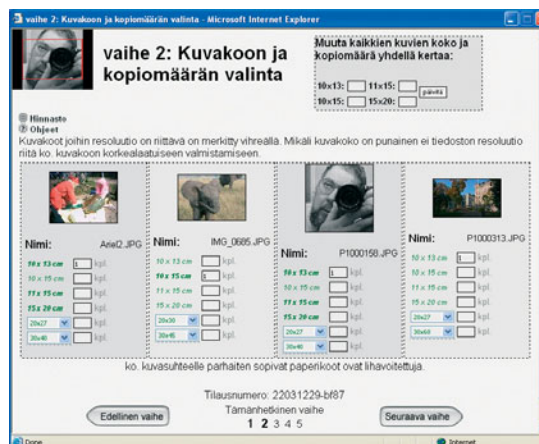 vaihe 2: Kuvakoon ja kopiomäärän valinta - Microsoft Internet Explorer
vaihe 2: Kuvakoon ja
kopiomäärän valinta
Muuta kaikkien kuvien koko ja
kopiomäärä yhdellä kertaa:
10x13: 11x15:
10x15: 15x20:
päivitä
Hinnasto
Ohjeet
Kuvakoot joihin resoluutio on riittävä on merkitty vihreällä. Mikäli kuvakoko on punainen ei tiedoston resoluutio
riitä ko. kuvakoon korkealaatuiseen valmistamiseen.
Nimi: Ariel2.JPG
10 x 13 cm 1 kpl.
10 x 15 cm kpl.
11 x 15 cm kpl.
15 x 20 cm kpl.
20x27 kpl.
30x40 kpl.
Nimi: IMG_0685.JPG
10 x 13 cm kpl.
10 x 15 cm 1 kpl.
11 x 15 cm kpl.
15 x 20 cm kpl.
20x30 kpl.
30x45 kpl.
Nimi: P1000158.JPG
10 x 13 cm 1 kpl.
10 x 15 cm kpl.
11 x 15 cm kpl.
15 x 20 cm kpl.
20x27 kpl.
30x40 kpl.
Nimi: P1000313.JPG
10 x 13 cm 1 kpl.
10 x 15 cm kpl.
11 x 15 cm kpl.
15 x 20 cm kpl.
20x27 kpl.
kpl.
ko. kuvasuhteelle parhaiten sopivat paperikoot ovat lihavoitettuja.
Tilausnumero: 22031229-bf87
Edellinen vaihe
Tämänhetkinen vaihe
1 2 3 4 5
Seuraava vaihe
Done
Internet